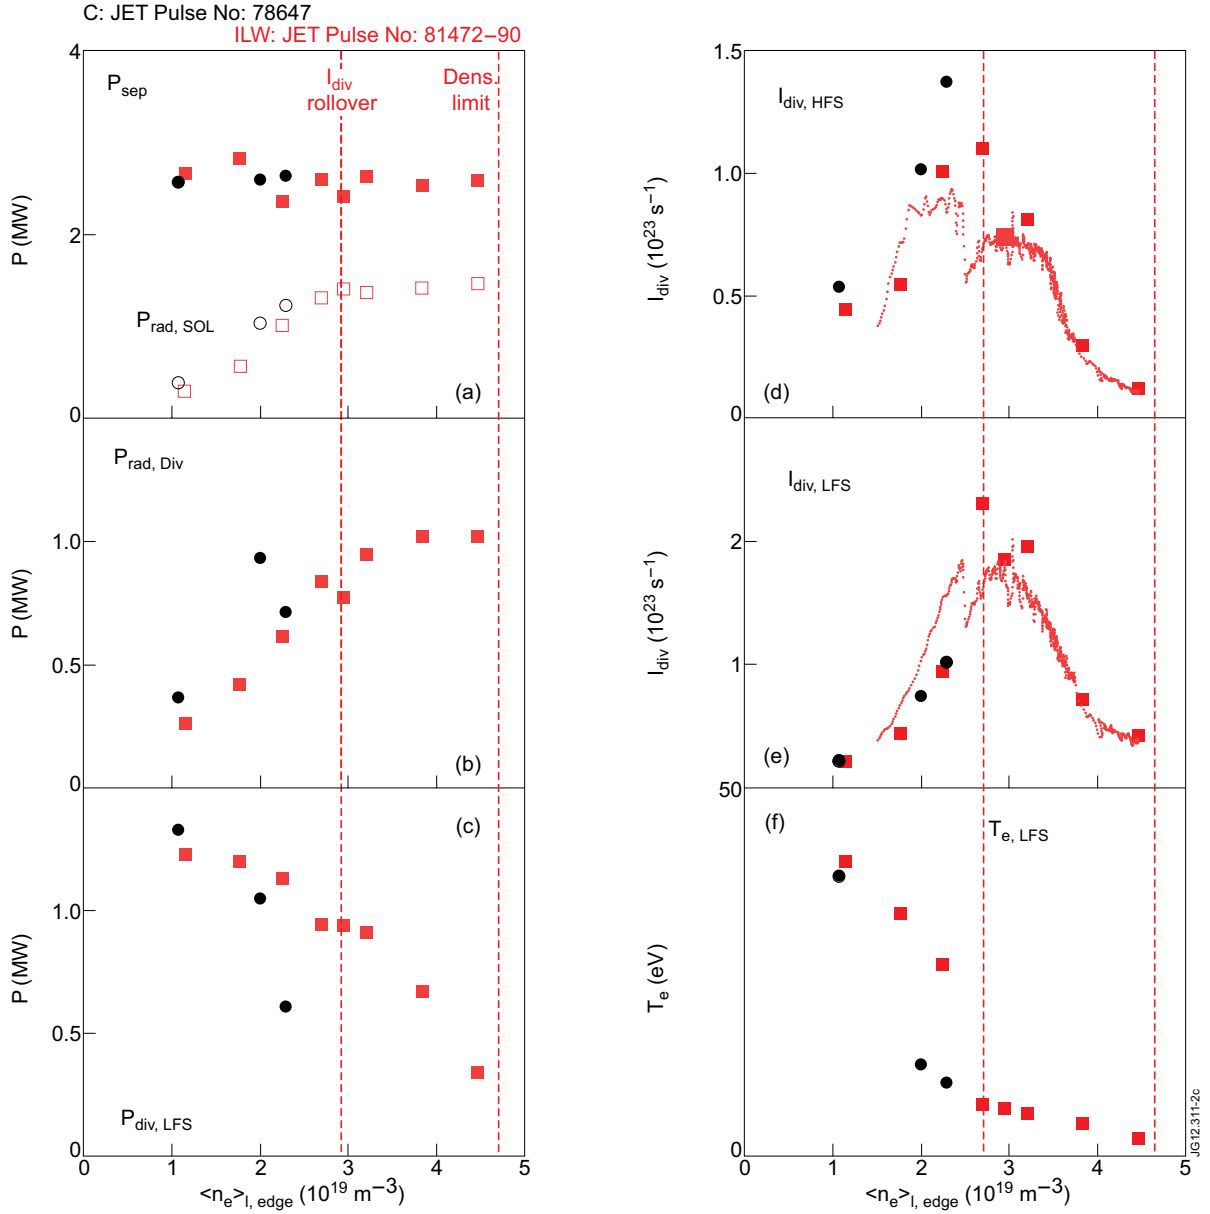 C: JET Pulse No: 78647
ILW: JET Pulse No: 81472–90
4
P_sep
I_div
rollover
Dens.
limit
2
P (MW)
P_rad, SOL
(a)
0
P_rad, Div
1.0
P (MW)
0.5
(b)
0
(c)
1.0
P (MW)
0.5
P_div, LFS
0
0 1 2 3 4 5
<n_e>_l, edge (10^19 m^−3)
1.5
I_div, HFS
1.0
I_div (10^23 s^−1)
0.5
(d)
0
I_div, LFS
2
I_div (10^23 s^−1)
1
(e)
50
(f)
T_e, LFS
T_e (eV)
0
0 1 2 3 4 5
<n_e>_l, edge (10^19 m^−3)
JG12.311-2c